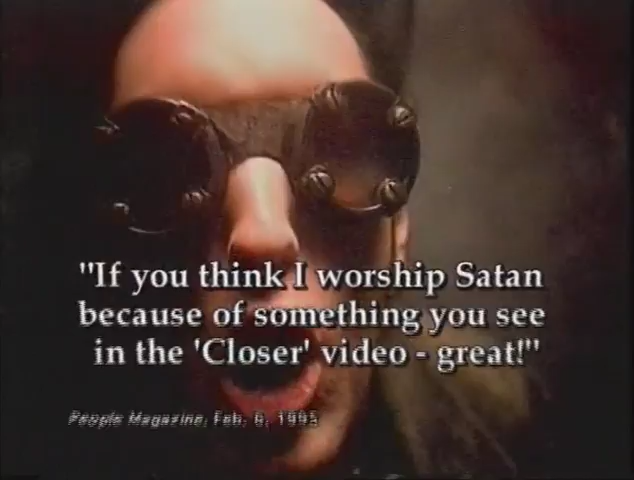 "If you think I worship Satan
because of something you see
in the 'Closer' video - great!"
People Magazine, Feb. 6, 1995